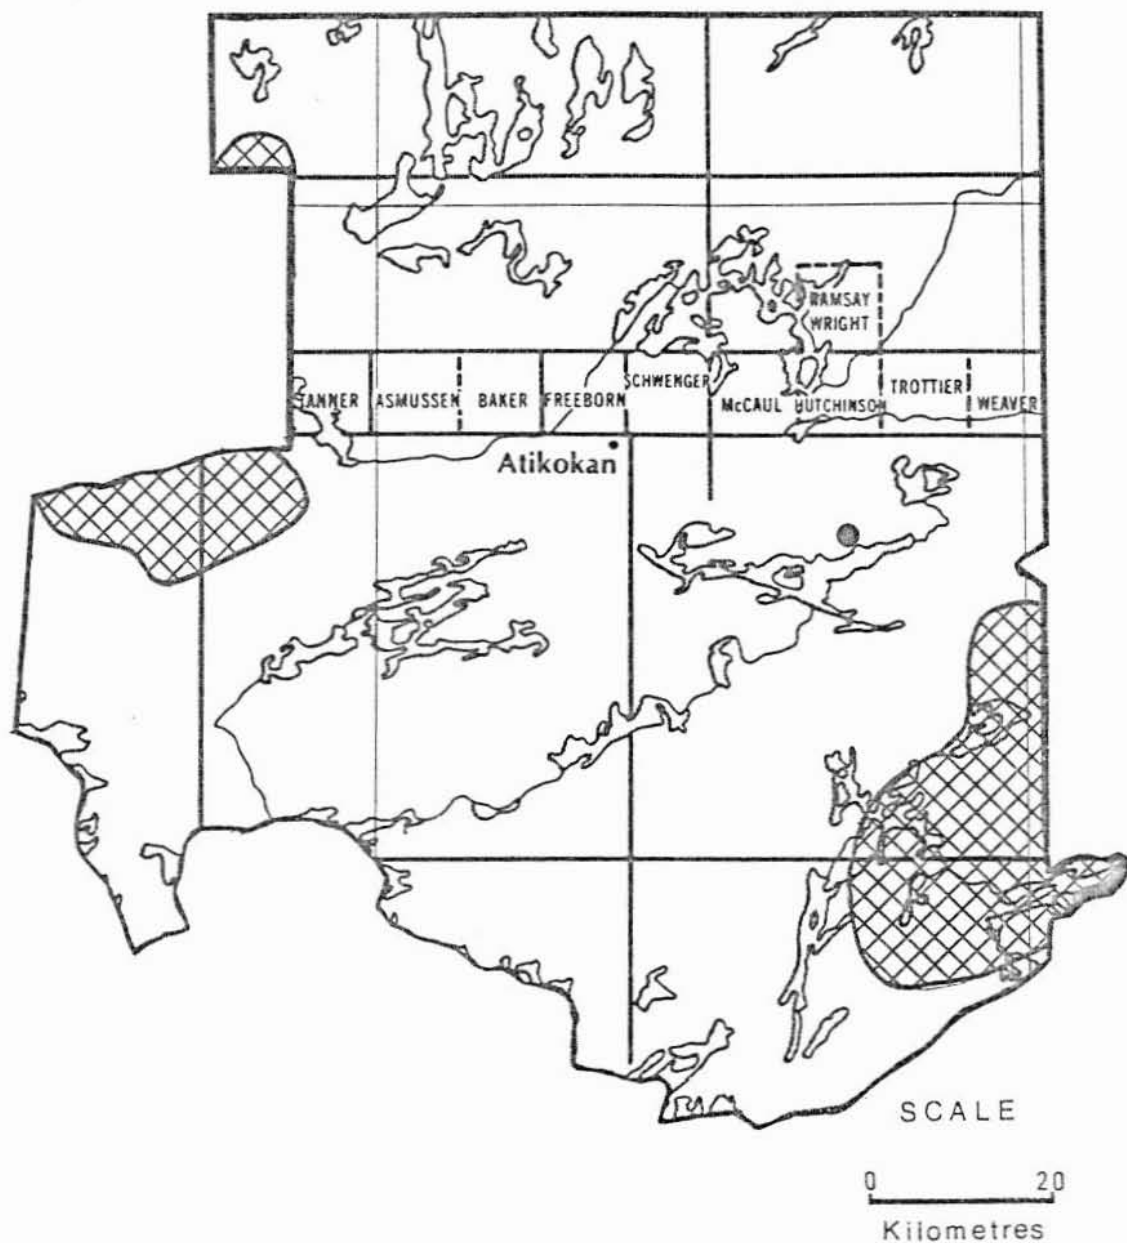 RAMSAY
WRIGHT
SCHWENGER
TANNER ASMUSSEN BAKER FREEBORN McCAUL HUTCHINSON TROTTIER WEAVER
Atikokan
SCALE
0 20
Kilometres